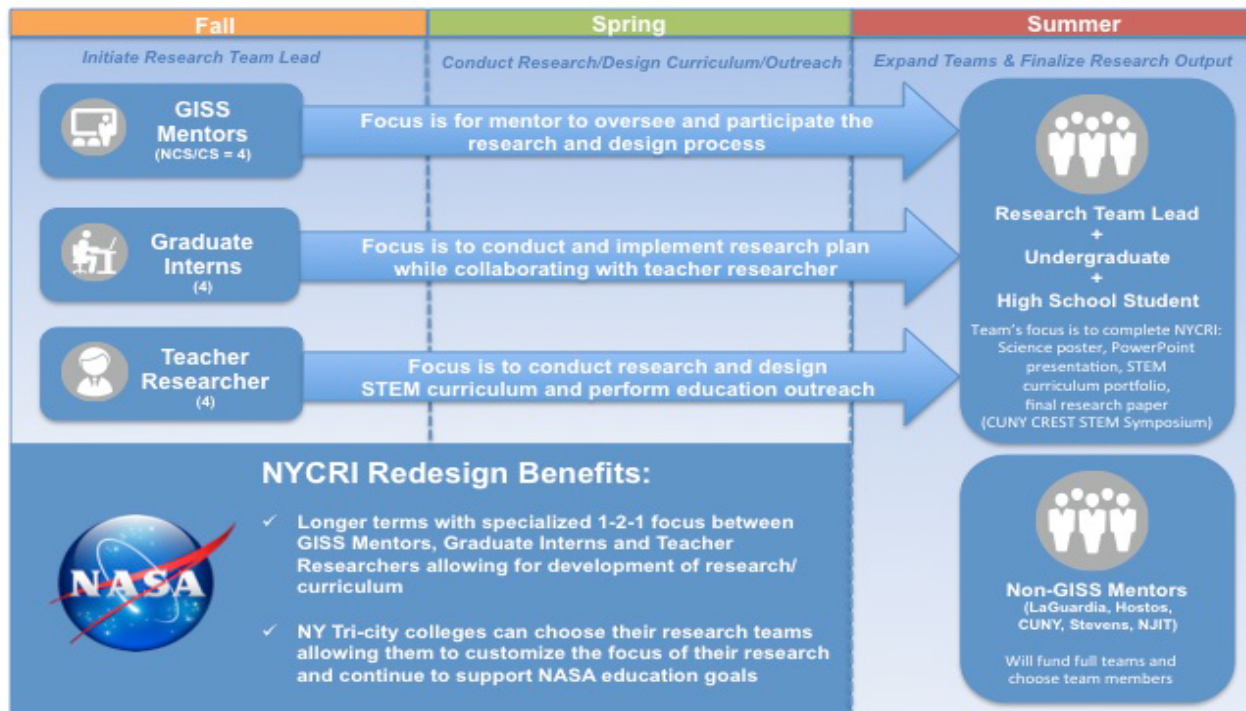 Fall
Spring
Summer
Initiate Research Team Lead
Conduct Research/Design Curriculum/Outreach
Expand Teams & Finalize Research Output
GISS
Mentors
(NCS/CS = 4)
Focus is for mentor to oversee and participate the
research and design process
Graduate
Interns
(4)
Focus is to conduct and implement research plan
while collaborating with teacher researcher
Teacher
Researcher
(4)
Focus is to conduct research and design
STEM curriculum and perform education outreach
Research Team Lead
+
Undergraduate
+
High School Student
Team's focus is to complete NYCRI:
Science poster, PowerPoint
presentation, STEM
curriculum portfolio,
final research paper
(CUNY CREST STEM Symposium)
NASA
NYCRI Redesign Benefits:
✓ Longer terms with specialized 1-2-1 focus between
GISS Mentors, Graduate Interns and Teacher
Researchers allowing for development of research/
curriculum
✓ NY Tri-city colleges can choose their research teams
allowing them to customize the focus of their research
and continue to support NASA education goals
Non-GISS Mentors
(LaGuardia, Hostos,
CUNY, Stevens, NJIT)
Will fund full teams and
choose team members